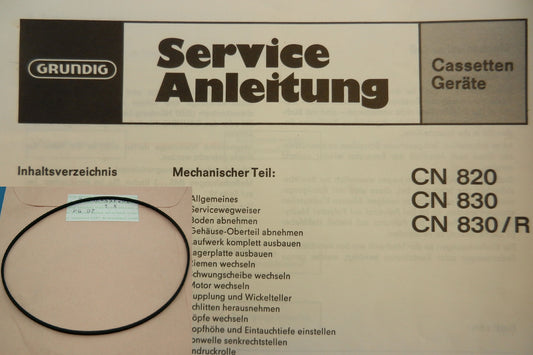 GRUNDIG
Service
Anleitung
Cassetten
Geräte
Inhaltsverzeichnis
Mechanischer Teil:
CN 820
CN 830
CN 830/R
Allgemeines
Servicewegweiser
Boden abnehmen
Gehäuse-Oberteil abnehmen
Laufwerk komplett ausbauen
agerplatte ausbauen
iemen wechseln
chwungscheibe wechseln
Motor wechseln
upplung und Wickelteller
chlitten herausnehmen
öpfe wechseln
opfhöhe und Eintauchtiefe einstellen
onwelle senkrechtstellen
ndruckrolle